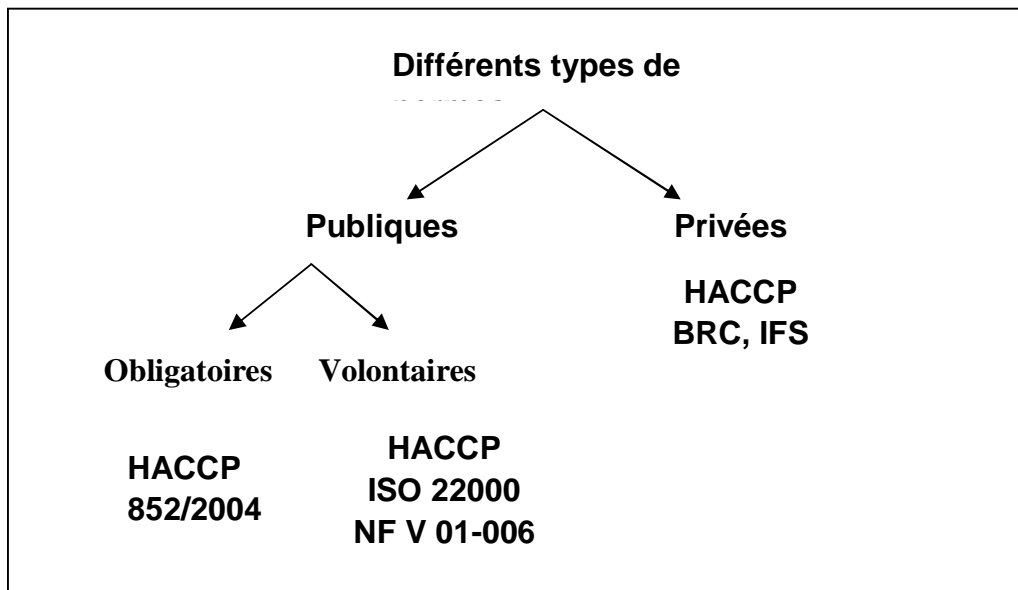 Différents types de
Publiques
Privées
HACCP
BRC, IFS
Obligatoires
Volontaires
HACCP
852/2004
HACCP
ISO 22000
NF V 01-006